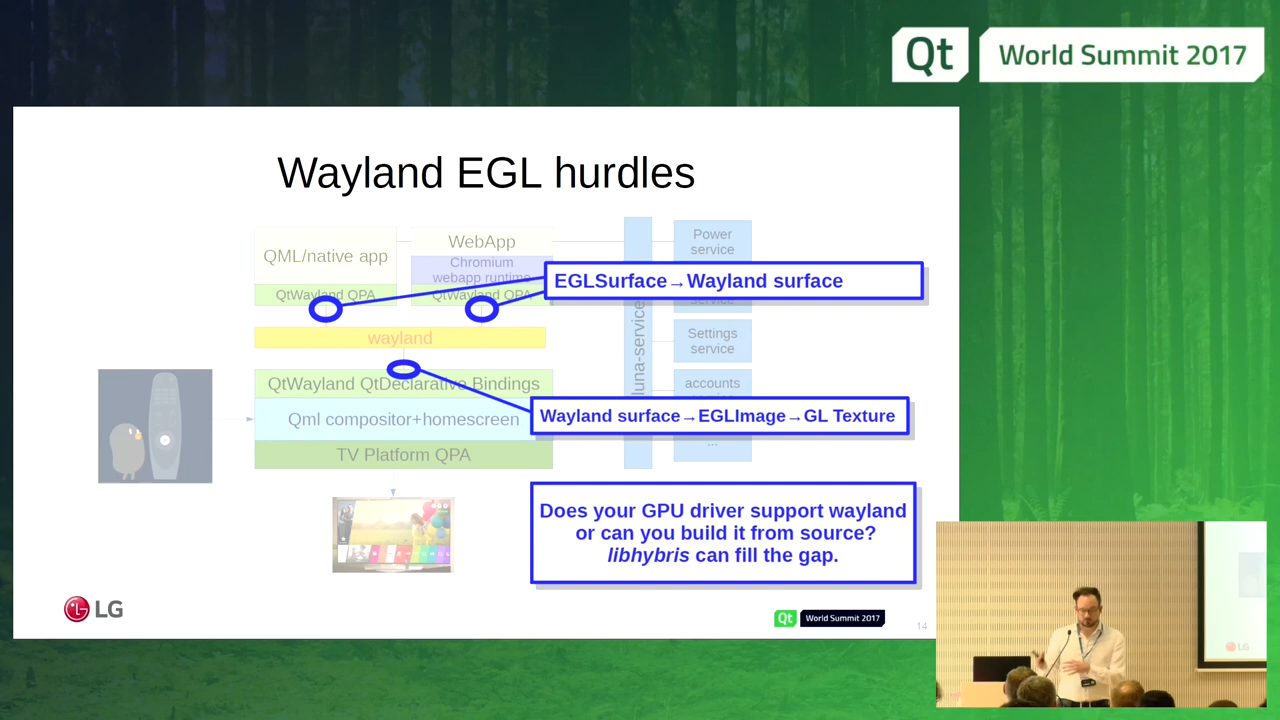 Qt World Summit 2017
Wayland EGL hurdles
QML/native app
WebApp
Chromium
webapp runtime
QtWayland QPA
QtWayland QPA
Power
service
EGLSurface→Wayland surface
service
wayland
luna-service
Settings
service
QtWayland QtDeclarative Bindings
accounts
Qml compositor+homescreen
Wayland surface→EGLImage→GL Texture
...
TV Platform QPA
Does your GPU driver support wayland
or can you build it from source?
libhybris can fill the gap.
LG
Qt World Summit 2017
14
LG